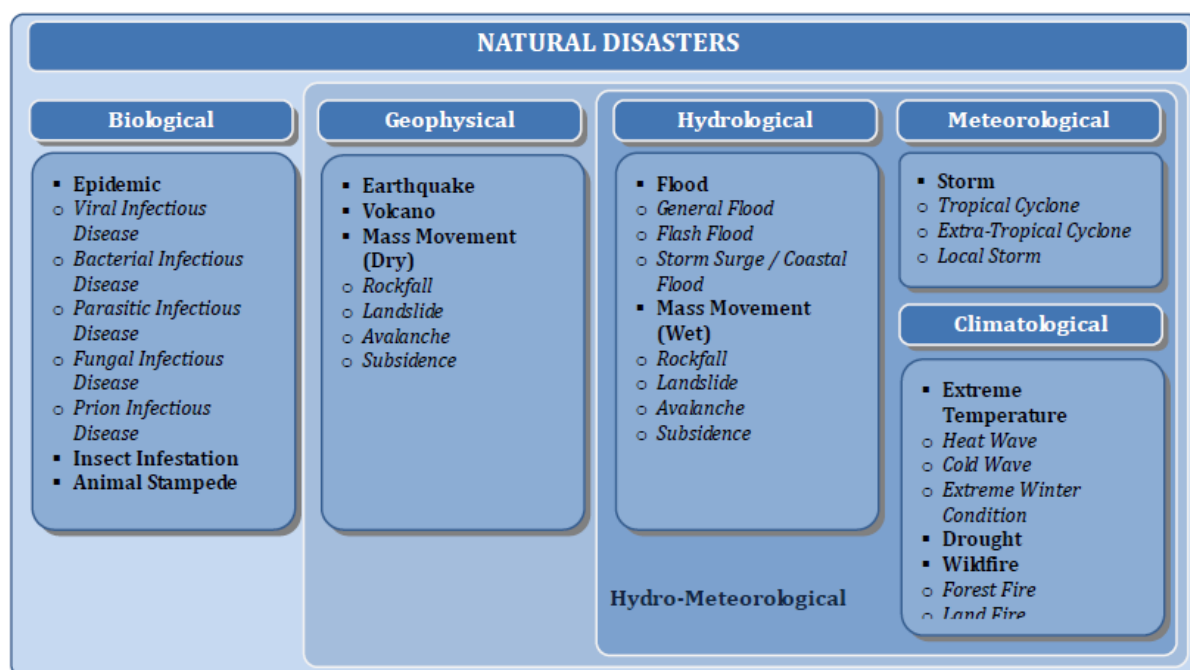 NATURAL DISASTERS
Biological
▪ Epidemic
○ Viral Infectious
Disease
○ Bacterial Infectious
Disease
○ Parasitic Infectious
Disease
○ Fungal Infectious
Disease
○ Prion Infectious
Disease
▪ Insect Infestation
▪ Animal Stampede
Geophysical
▪ Earthquake
▪ Volcano
▪ Mass Movement
(Dry)
○ Rockfall
○ Landslide
○ Avalanche
○ Subsidence
Hydrological
▪ Flood
○ General Flood
○ Flash Flood
○ Storm Surge / Coastal
Flood
▪ Mass Movement
(Wet)
○ Rockfall
○ Landslide
○ Avalanche
○ Subsidence
Meteorological
▪ Storm
○ Tropical Cyclone
○ Extra-Tropical Cyclone
○ Local Storm
Climatological
▪ Extreme
Temperature
○ Heat Wave
○ Cold Wave
○ Extreme Winter
Condition
▪ Drought
▪ Wildfire
○ Forest Fire
○ Land Fire
Hydro-Meteorological